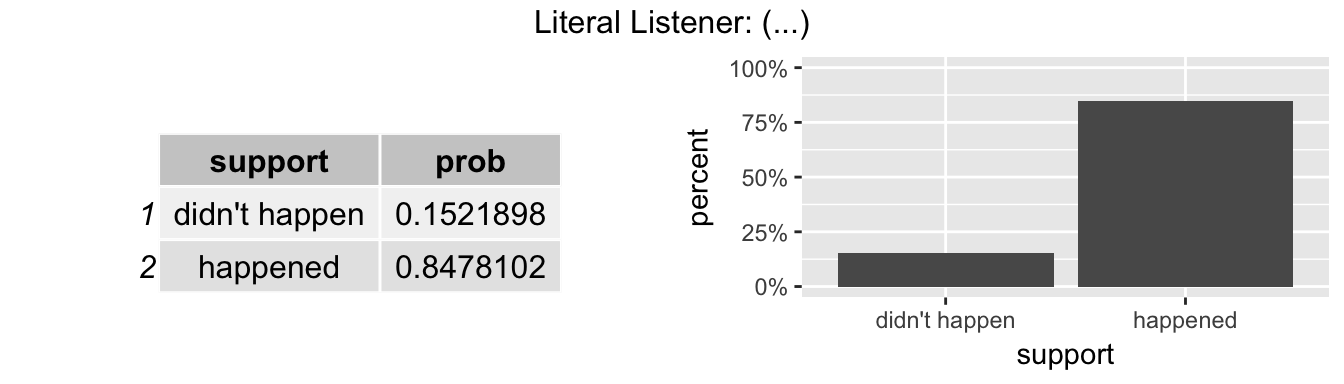 Literal Listener: (...)
support prob
1 didn't happen 0.1521898
2 happened 0.8478102
percent
100%
75%
50%
25%
0%
didn't happen happened
support